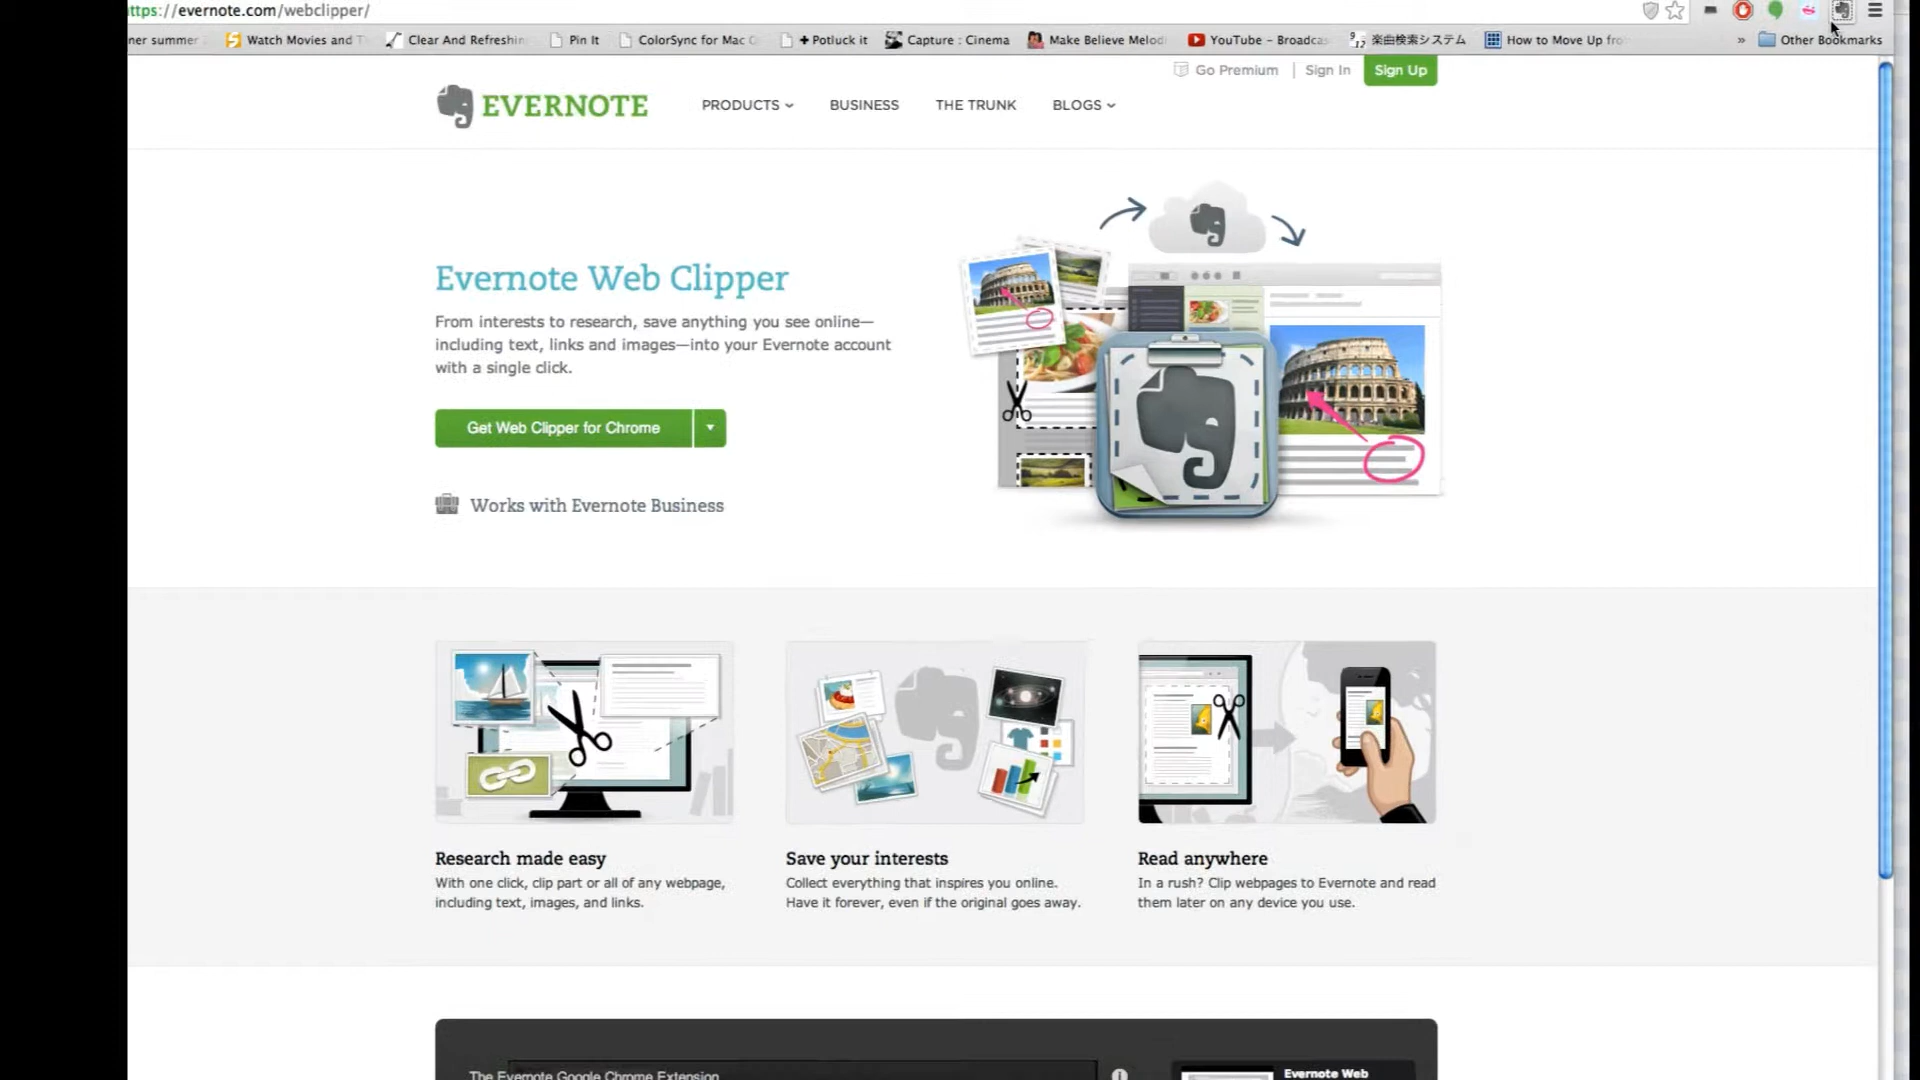 ttps://evernote.com/webclipper/
ner summer
Watch Movies and T
Clear And Refreshin
Pin It
ColorSync for Mac
+ Potluck it
Capture : Cinema
Make Believe Melod
YouTube - Broadcas
楽曲検索システム
How to Move Up fro
»
Other Bookmarks
Go Premium
Sign In
Sign Up
EVERNOTE
PRODUCTS
BUSINESS
THE TRUNK
BLOGS
Evernote Web Clipper
From interests to research, save anything you see online—
including text, links and images—into your Evernote account
with a single click.
Get Web Clipper for Chrome
Works with Evernote Business
Research made easy
With one click, clip part or all of any webpage,
including text, images, and links.
Save your interests
Collect everything that inspires you online.
Have it forever, even if the original goes away.
Read anywhere
In a rush? Clip webpages to Evernote and read
them later on any device you use.
The Evernote Google Chrome Extension
Evernote Web